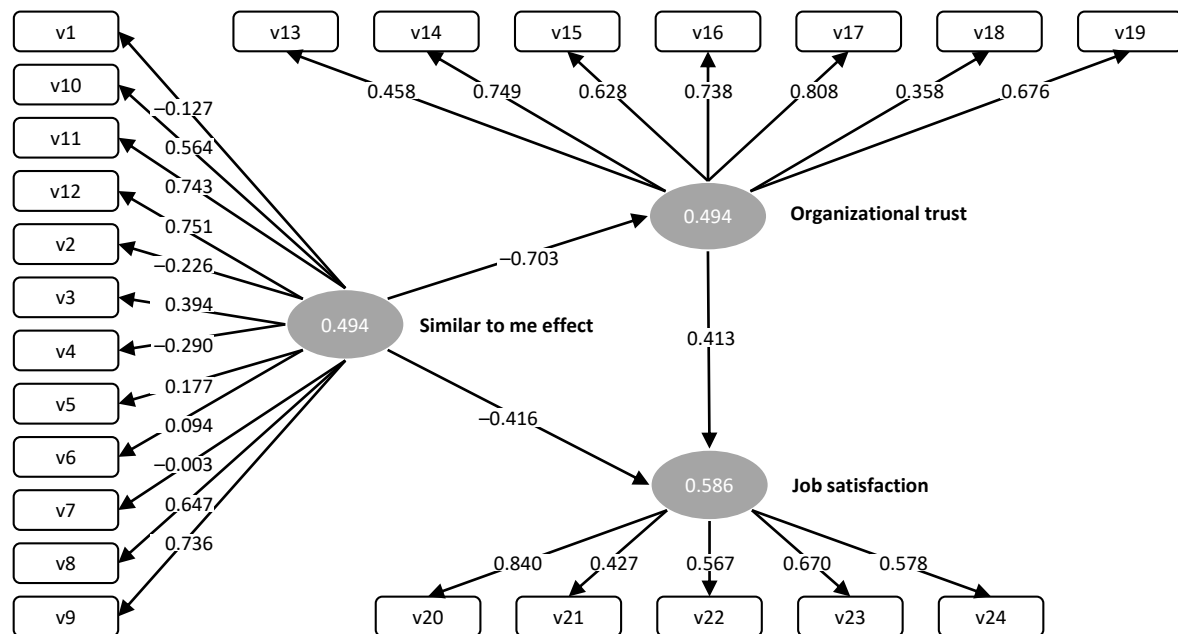 v1
v13
v14
v15
v16
v17
v18
v19
v10
v11
v12
v2
v3
v4
v5
v6
v7
v8
v9
–0.127
0.564
0.743
0.751
–0.226
0.394
–0.290
0.177
0.094
–0.003
0.647
0.736
0.458
0.749
0.628
0.738
0.808
0.358
0.676
0.494
Organizational trust
–0.703
0.494
Similar to me effect
0.413
–0.416
0.586
Job satisfaction
0.840
0.427
0.567
0.670
0.578
v20
v21
v22
v23
v24